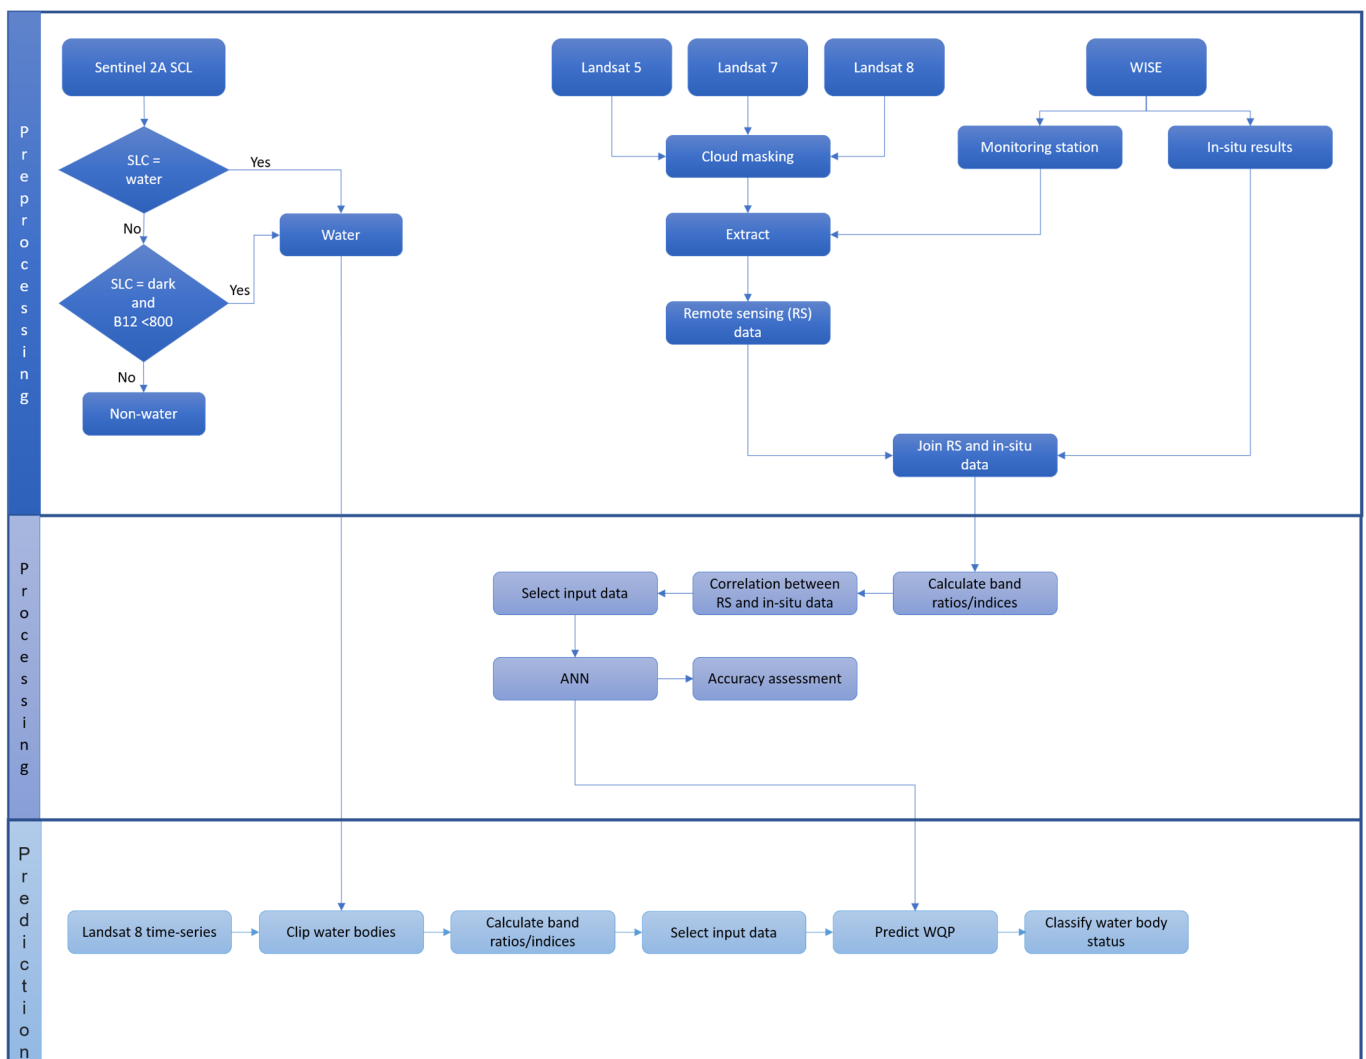 Preprocessing
Sentinel 2A SCL
Landsat 5
Landsat 7
Landsat 8
WISE
SLC =
water
Yes
Cloud masking
Monitoring station
In-situ results
No
Water
Extract
SLC = dark
and
B12 <800
Yes
Remote sensing (RS)
data
No
Non-water
Join RS and in-situ
data
Processing
Select input data
Correlation between
RS and in-situ data
Calculate band
ratios/indices
ANN
Accuracy assessment
Prediction
Landsat 8 time-series
Clip water bodies
Calculate band
ratios/indices
Select input data
Predict WQP
Classify water body
status